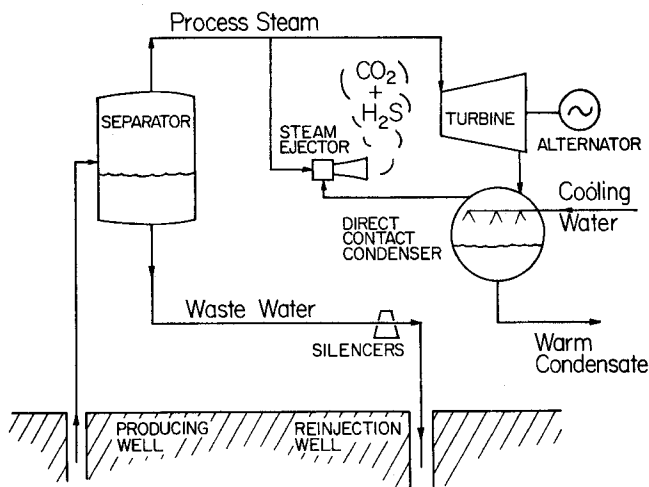 Process Steam
CO2
+
H2S
SEPARATOR
STEAM
EJECTOR
TURBINE
ALTERNATOR
DIRECT
CONTACT
CONDENSER
Cooling
Water
Waste Water
SILENCERS
Warm
Condensate
PRODUCING
WELL
REINJECTION
WELL